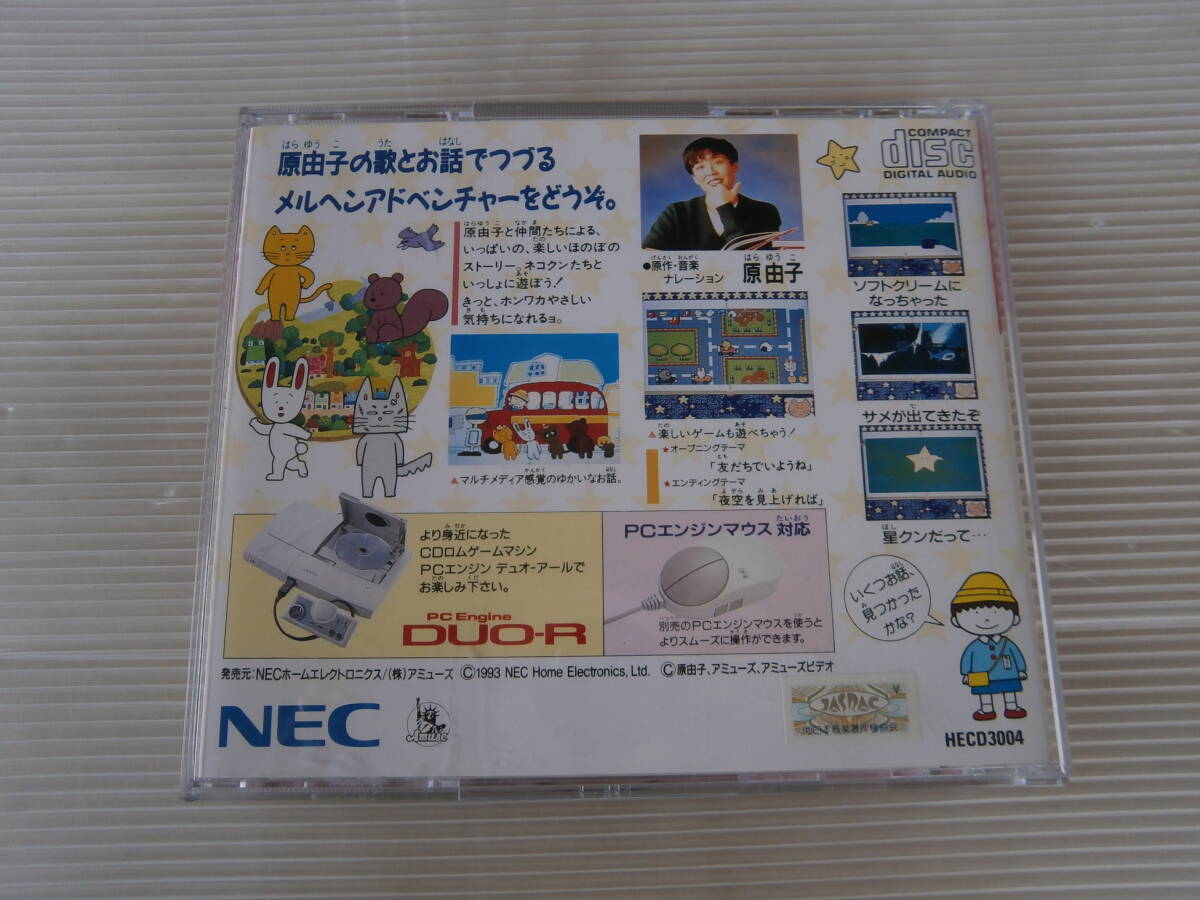 原由子の歌とお話でつづる
メルヘンアドベンチャーをどうぞ。
原由子と仲間たちによる、
いっぱいの、楽しいほのぼの
ストーリー。ネコクンたちと
いっしょに遊ぼう!
きっと、ホンワカやさしい
気持ちになれるョ。
▲マルチメディア感覚のゆかいなお話。
●原作・音楽
ナレーション
原由子
はらゆうこ
▲楽しいゲームも遊べちゃう!
★オープニングテーマ
「友だちでいようね」
★エンディングテーマ
「夜空を見上げれば」
COMPACT
disc
DIGITAL AUDIO
ソフトクリームに
なっちゃった
サメが出てきたぞ
星クンだって…
いくつお話、
見つかった
かな?
より身近になった
CDロムゲームマシン
PCエンジン デュオ-アールで
お楽しみ下さい。
PC Engine
DUO-R
PCエンジンマウス 対応
別売のPCエンジンマウスを使うと
よりスムーズに操作ができます。
発売元:NECホームエレクトロニクス/(株)アミューズ ©1993 NEC Home Electronics, Ltd. ©原由子、アミューズ、アミューズビデオ
NEC
Amuse
JASRAC
HECD3004